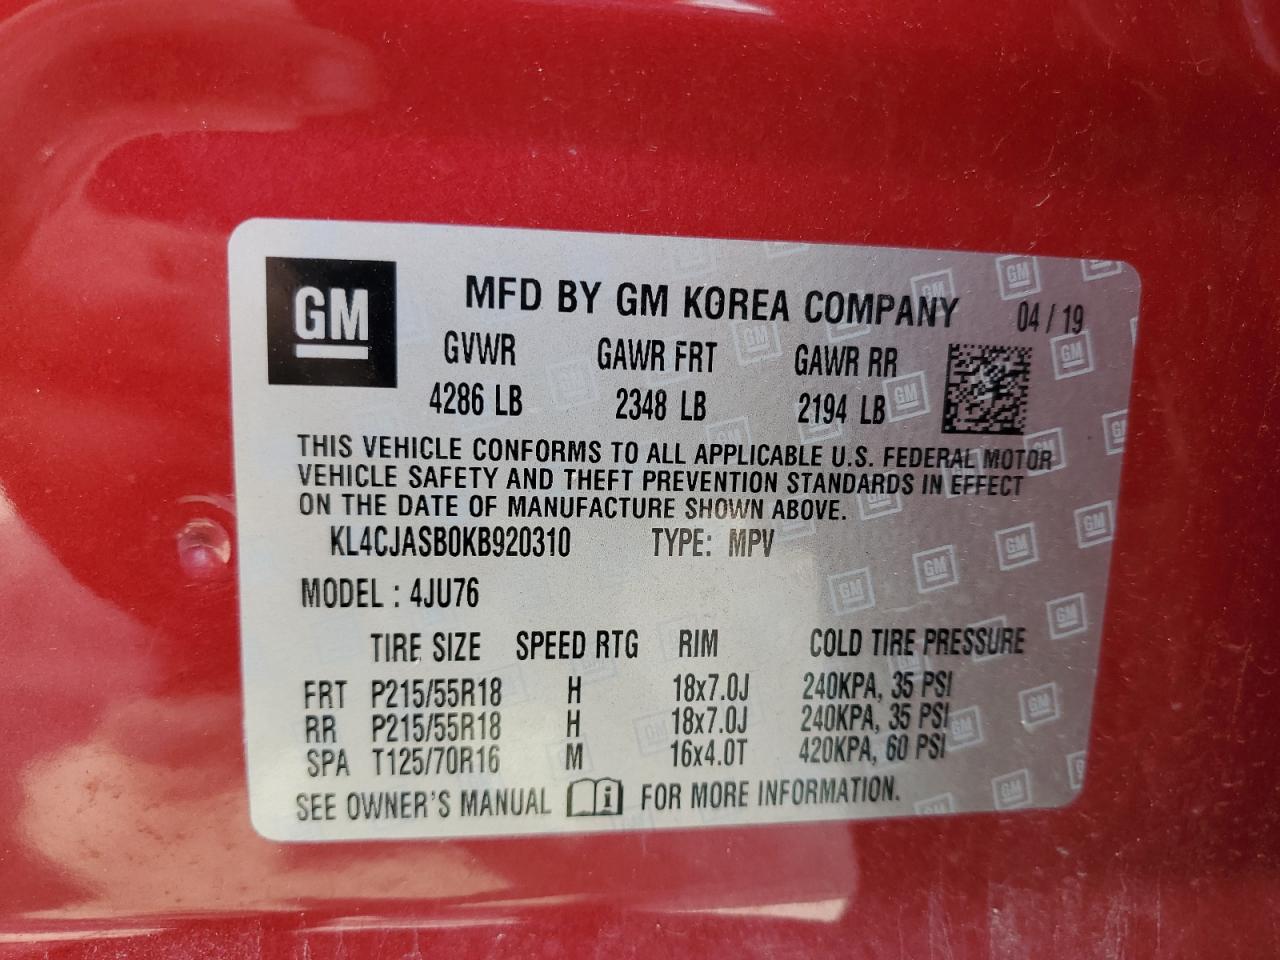 GM
MFD BY GM KOREA COMPANY 04 / 19
GVWR GAWR FRT GAWR RR
4286 LB 2348 LB 2194 LB
THIS VEHICLE CONFORMS TO ALL APPLICABLE U.S. FEDERAL MOTOR
VEHICLE SAFETY AND THEFT PREVENTION STANDARDS IN EFFECT
ON THE DATE OF MANUFACTURE SHOWN ABOVE.
KL4CJASB0KB920310 TYPE: MPV
MODEL : 4JU76
TIRE SIZE SPEED RTG RIM COLD TIRE PRESSURE
FRT P215/55R18 H 18x7.0J 240KPA, 35 PSI
RR P215/55R18 H 18x7.0J 240KPA, 35 PSI
SPA T125/70R16 M 16x4.0T 420KPA, 60 PSI
SEE OWNER'S MANUAL i FOR MORE INFORMATION.